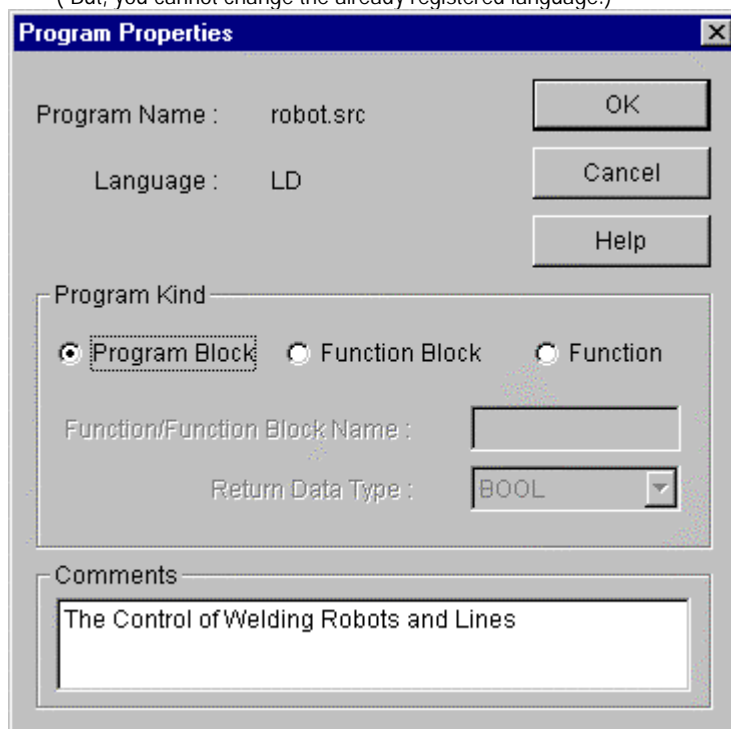 ( But, you cannot change the already registered language.)
Program Properties
Program Name : robot.src
OK
Language : LD
Cancel
Help
Program Kind
Program Block Function Block Function
Function/Function Block Name :
Return Data Type : BOOL
Comments
The Control of Welding Robots and Lines